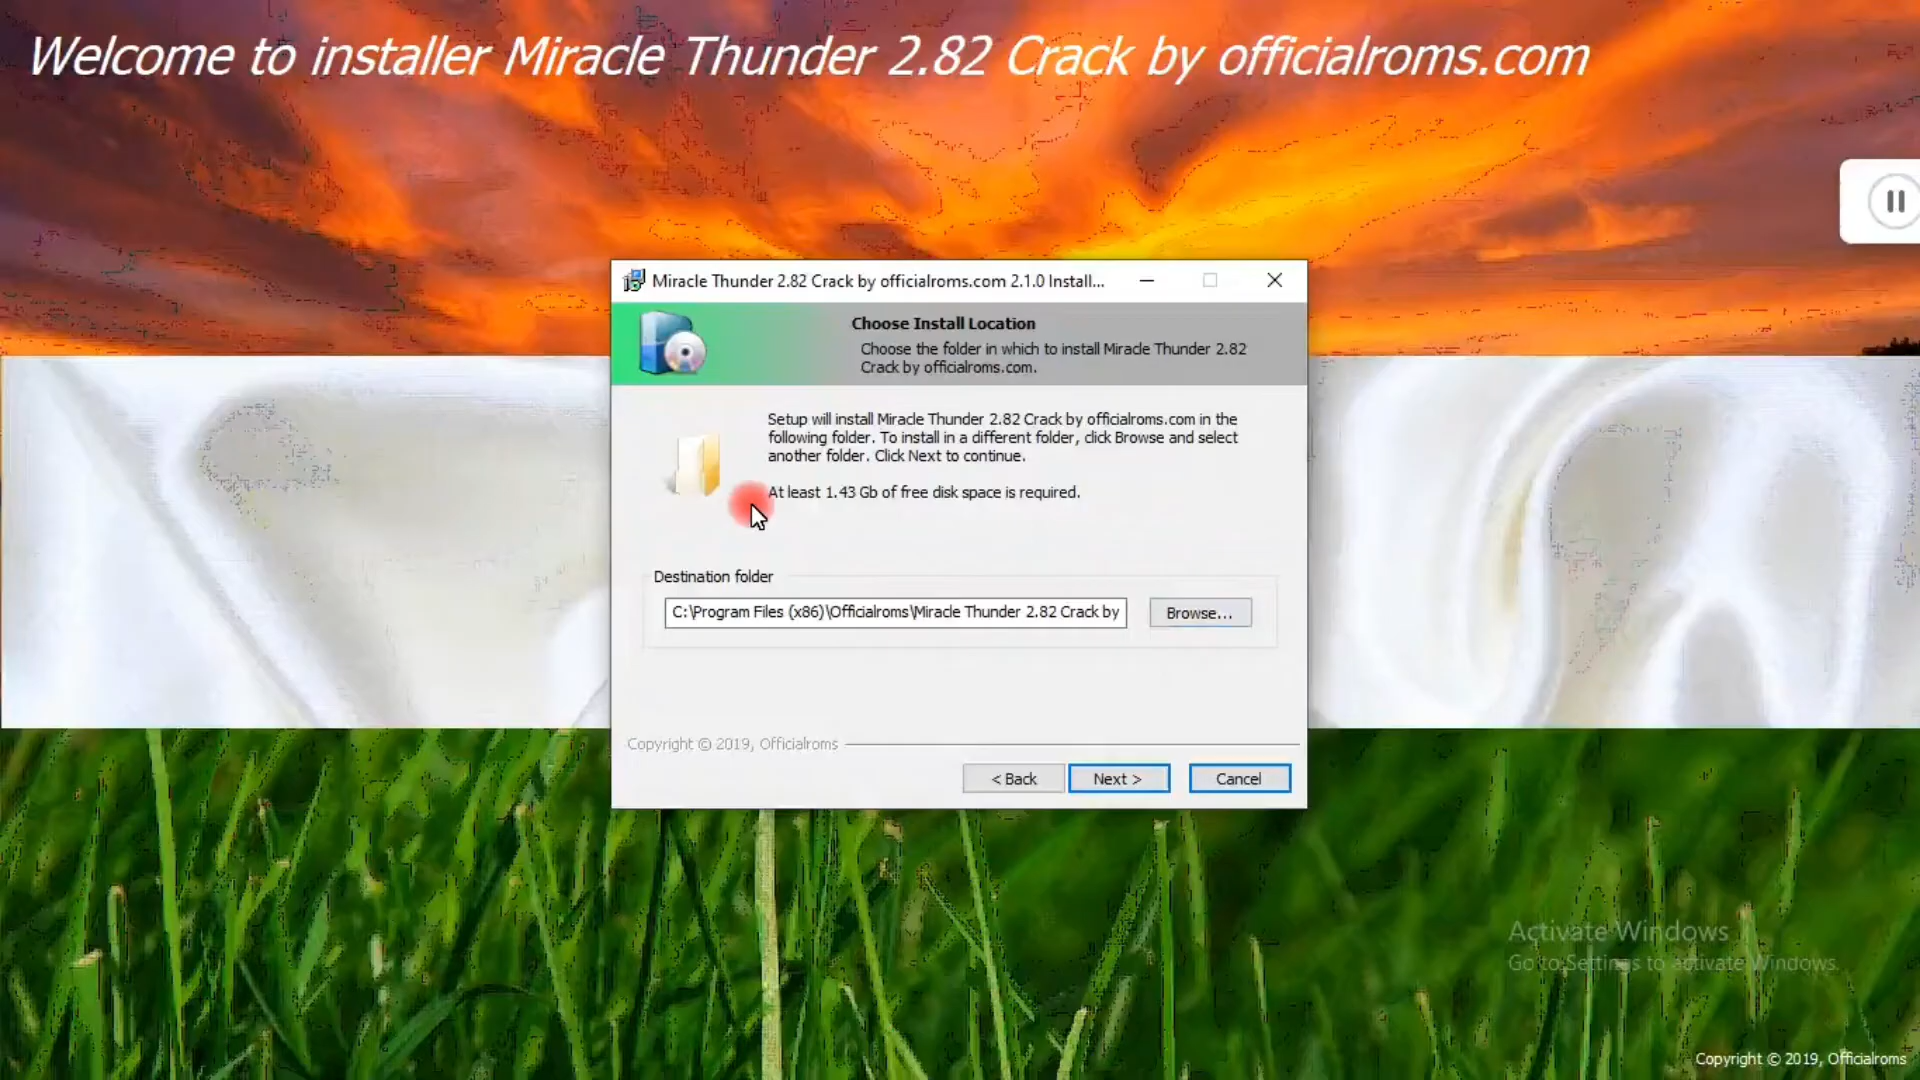 Welcome to installer Miracle Thunder 2.82 Crack by officialroms.com
Miracle Thunder 2.82 Crack by officialroms.com 2.1.0 Install...
Choose Install Location
Choose the folder in which to install Miracle Thunder 2.82
Crack by officialroms.com.
Setup will install Miracle Thunder 2.82 Crack by officialroms.com in the
following folder. To install in a different folder, click Browse and select
another folder. Click Next to continue.
At least 1.43 Gb of free disk space is required.
Destination folder
C:\Program Files (x86)\Officialroms\Miracle Thunder 2.82 Crack by
Browse...
Copyright © 2019, Officialroms
< Back
Next >
Cancel
Activate Windows
Go to Settings to activate Windows.
Copyright © 2019, Officialroms